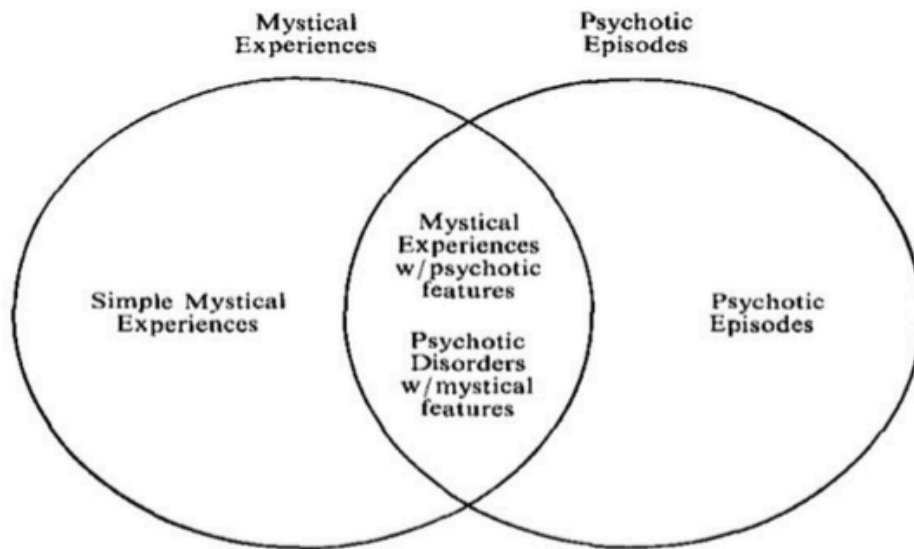 Mystical
Experiences
Psychotic
Episodes
Simple Mystical
Experiences
Mystical
Experiences
w/psychotic
features
Psychotic
Disorders
w/mystical
features
Psychotic
Episodes